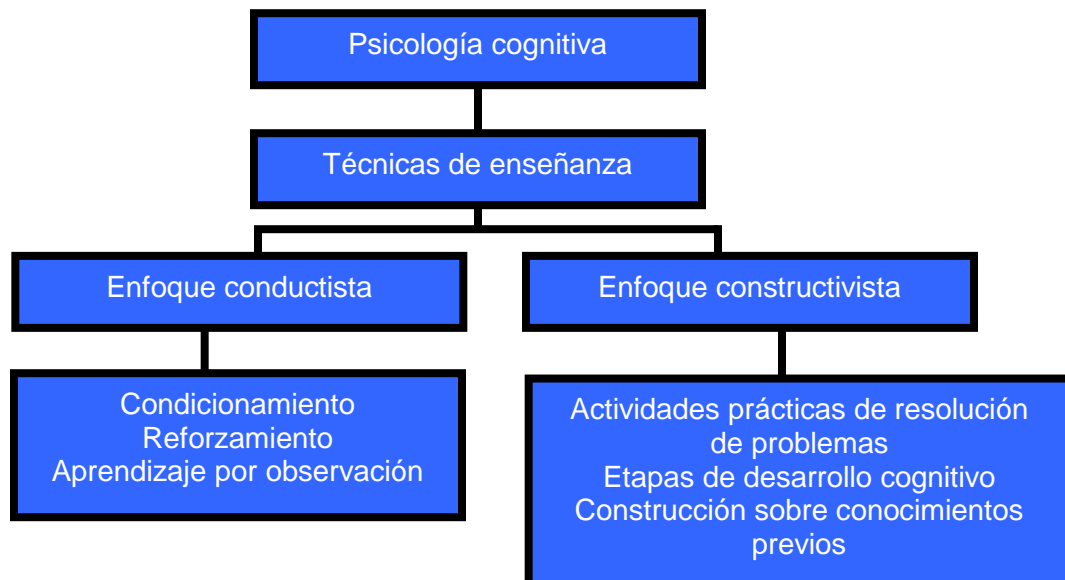 Psicología cognitiva
Técnicas de enseñanza
Enfoque conductista
Enfoque constructivista
Condicionamiento
Reforzamiento
Aprendizaje por observación
Actividades prácticas de resolución
de problemas
Etapas de desarrollo cognitivo
Construcción sobre conocimientos
previos